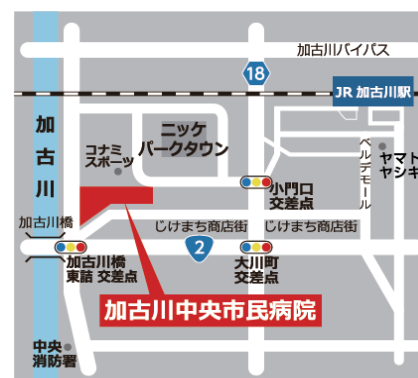 加古川バイパス
18
JR 加古川駅
加古川
ニッケ
パークタウン
コナミ
スポーツ
ベルデモール
ヤマト
ヤシキ
小門口
交差点
加古川橋
じけまち商店街
じけまち商店街
2
加古川橋
東詰 交差点
大川町
交差点
加古川中央市民病院
中央
消防署